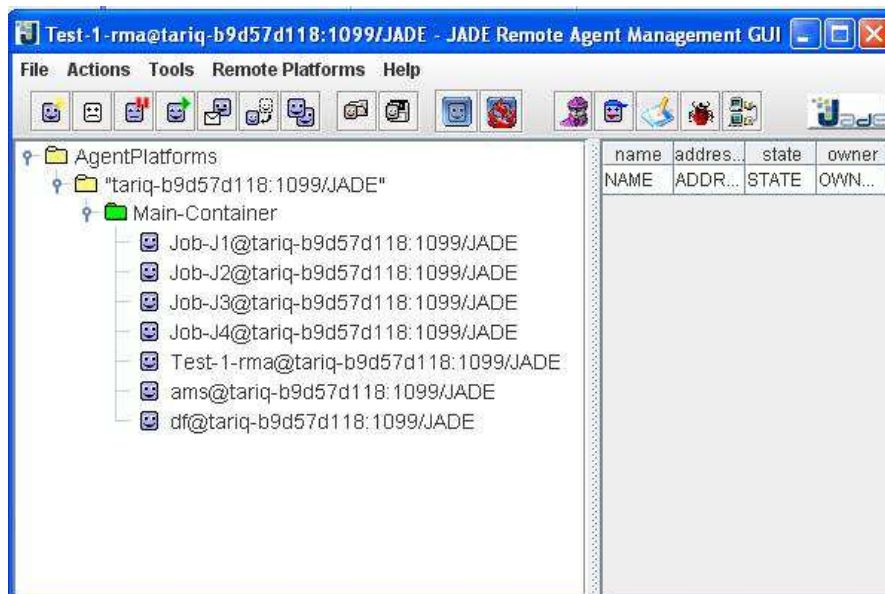 Test-1-rma@tariq-b9d57d118:1099/JADE - JADE Remote Agent Management GUI
File Actions Tools Remote Platforms Help
Jade
AgentPlatforms
"tariq-b9d57d118:1099/JADE"
Main-Container
Job-J1@tariq-b9d57d118:1099/JADE
Job-J2@tariq-b9d57d118:1099/JADE
Job-J3@tariq-b9d57d118:1099/JADE
Job-J4@tariq-b9d57d118:1099/JADE
Test-1-rma@tariq-b9d57d118:1099/JADE
ams@tariq-b9d57d118:1099/JADE
df@tariq-b9d57d118:1099/JADE
name addres... state owner
NAME ADDR... STATE OWN...